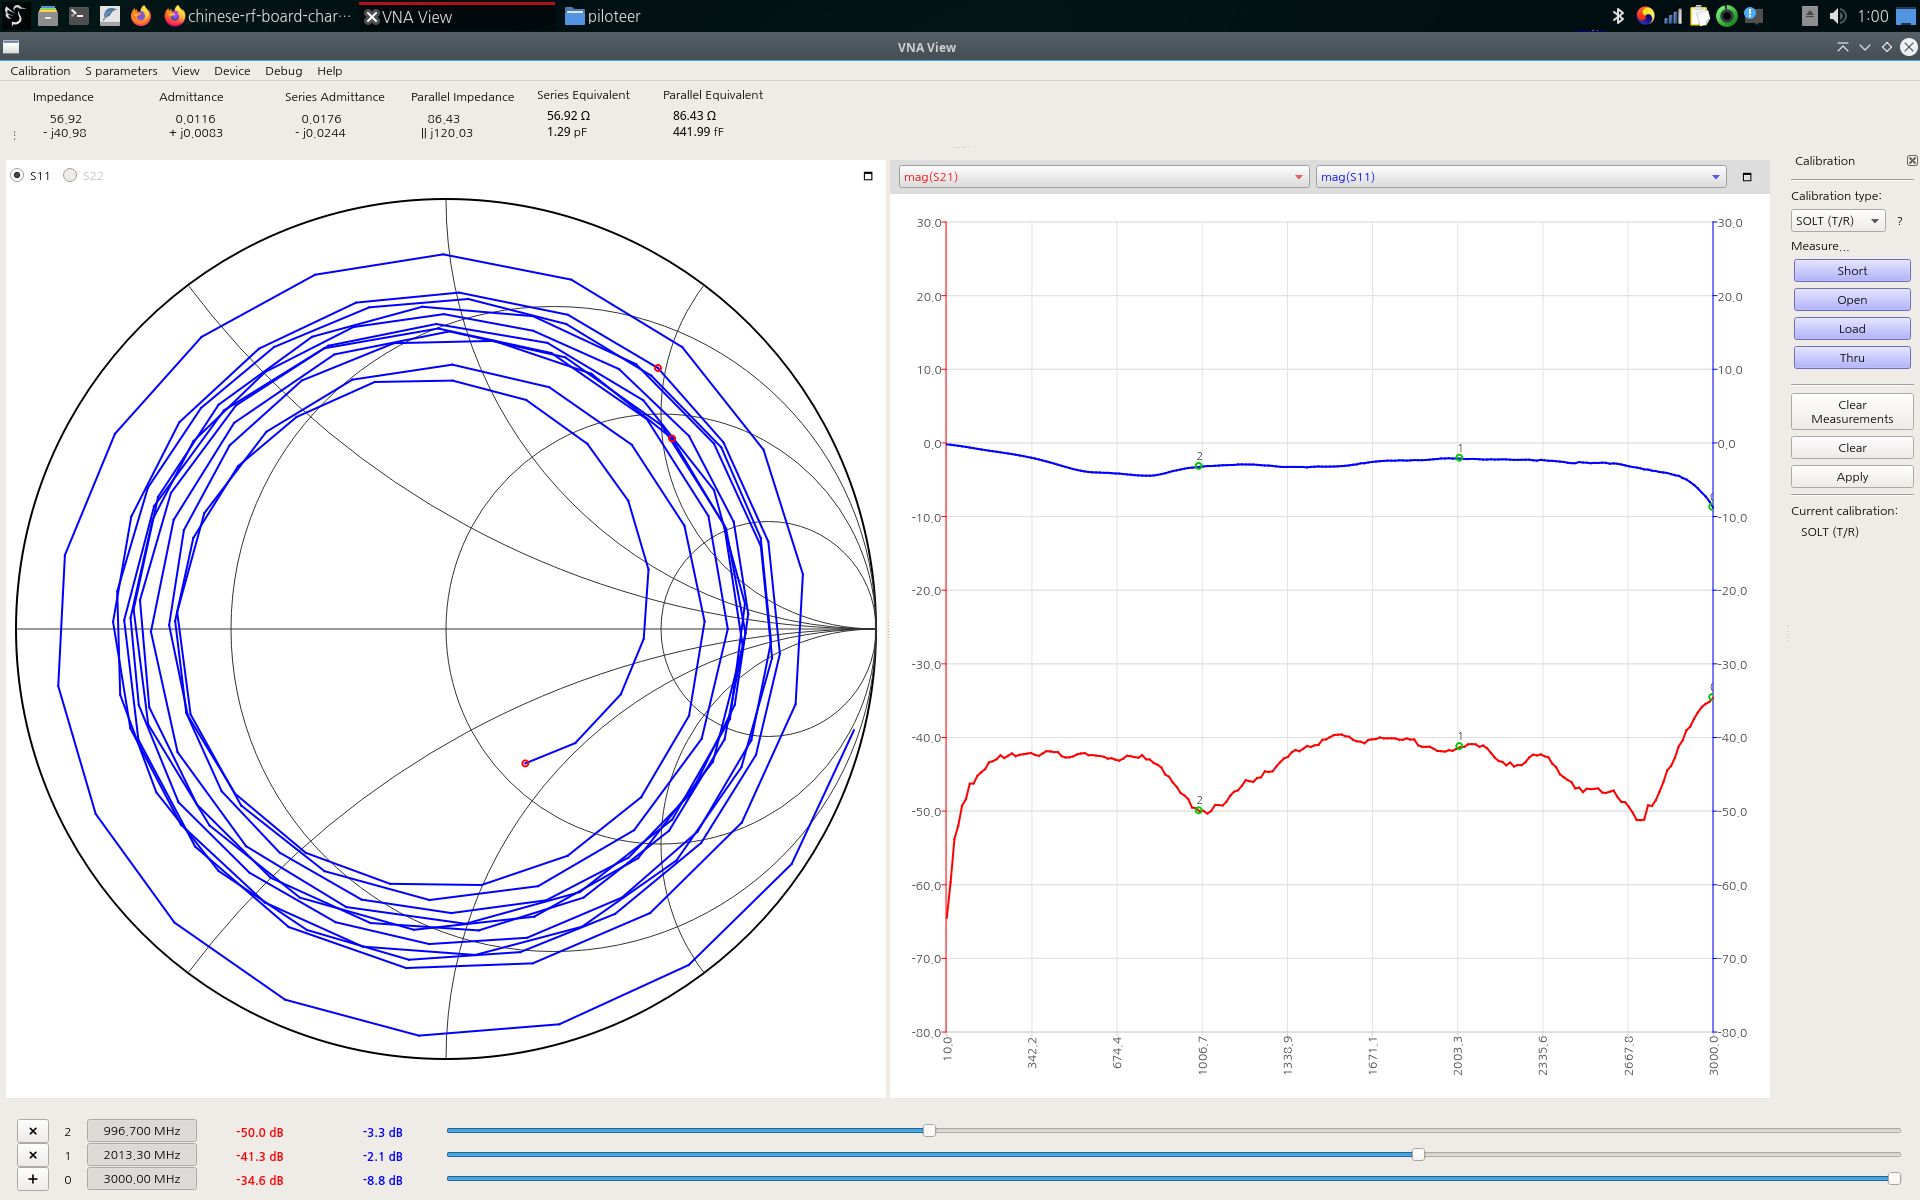 chinese-rf-board-char···
VNA View
piloteer
1:00
VNA View
Calibration
S parameters
View
Device
Debug
Help
Impedance
Admittance
Series Admittance
Parallel Impedance
Series Equivalent
Parallel Equivalent
56.92
- j40.98
0.0116
+ j0.0083
0.0176
- j0.0244
86.43
|| j120.03
56.92 Ω
1.29 pF
86.43 Ω
441.99 fF
S11
S22
mag(S21)
mag(S11)
30.0
20.0
10.0
0.0
-10.0
-20.0
-30.0
-40.0
-50.0
-60.0
-70.0
-80.0
30.0
20.0
10.0
0.0
-10.0
-20.0
-30.0
-40.0
-50.0
-60.0
-70.0
-80.0
2
1
2
1
10.0
342.2
674.4
1006.7
1338.9
1671.1
2003.3
2335.6
2667.8
3000.0
Calibration
Calibration type:
SOLT (T/R)
?
Measure...
Short
Open
Load
Thru
Clear
Measurements
Clear
Apply
Current calibration:
SOLT (T/R)
2 996.700 MHz -50.0 dB -3.3 dB
1 2013.30 MHz -41.3 dB -2.1 dB
0 3000.00 MHz -34.6 dB -8.8 dB